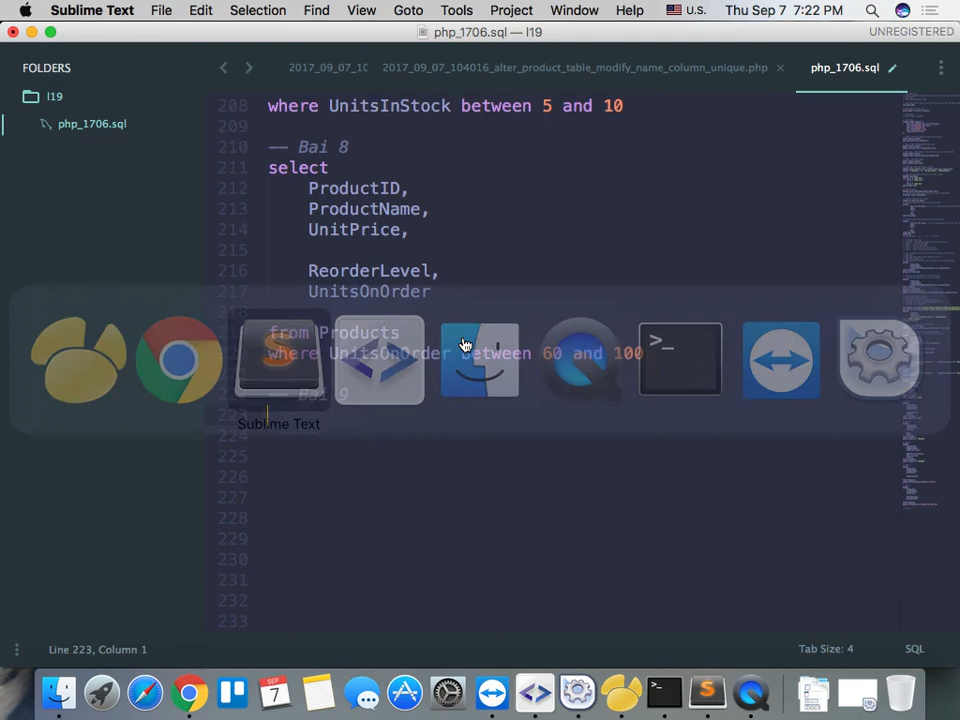 Sublime Text File Edit Selection Find Units Goto Tools Project Window Help U.S. Thu Sep 7 7:22 PM
php_1706.sql — l19 UNREGISTERED
FOLDERS
l19
php_1706.sql
2017_09_07_10 2017_09_07_104016_alter_product_table_modify_name_column_unique.php php_1706.sql
208 where UnitsInStock between 5 and 10
209
210 -- Bai 8
211 select
212 ProductID,
213 ProductName,
214 UnitPrice,
215
216 ReorderLevel,
217 UnitsOnOrder
from Products
where UnitsOnOrder between 60 and 100
-- Bai 9
223
224
225
226
227
228
229
230
231
232
233
Sublime Text
Line 223, Column 1 Tab Size: 4 SQL
SEP
7